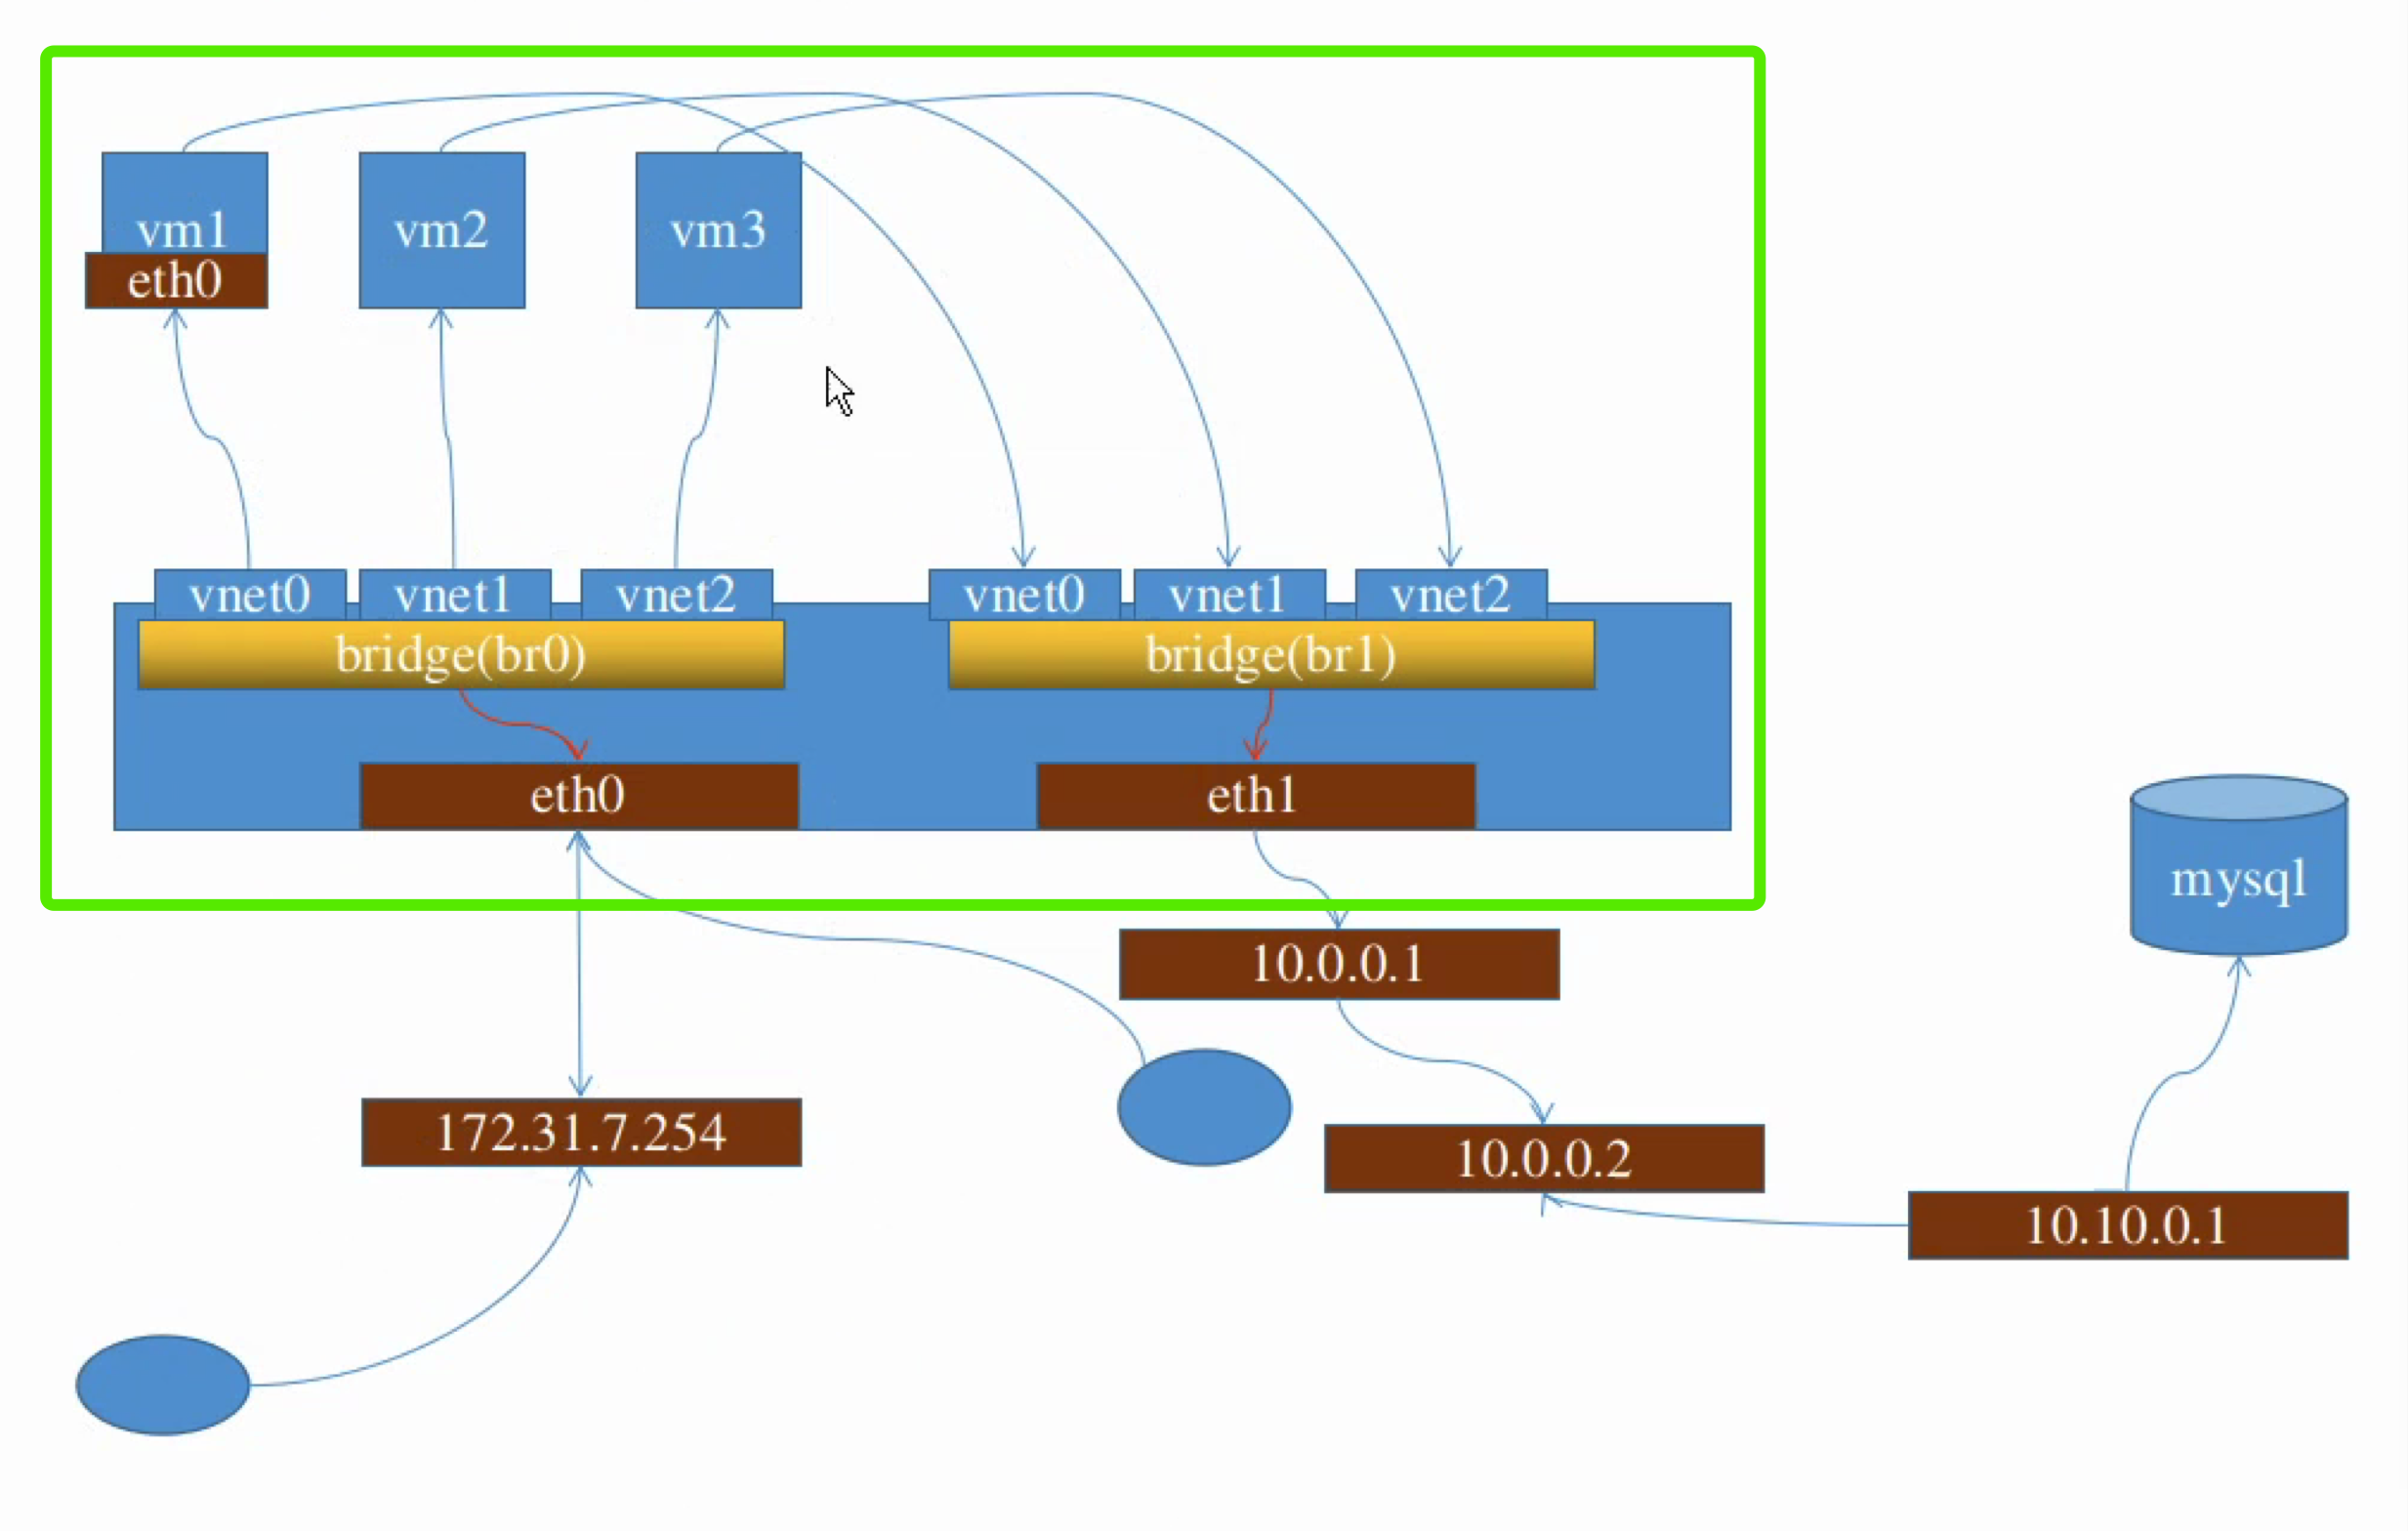 vm1
vm2
vm3
eth0
vnet0
vnet1
vnet2
vnet0
vnet1
vnet2
bridge(br0)
bridge(br1)
eth0
eth1
mysql
10.0.0.1
172.31.7.254
10.0.0.2
10.10.0.1